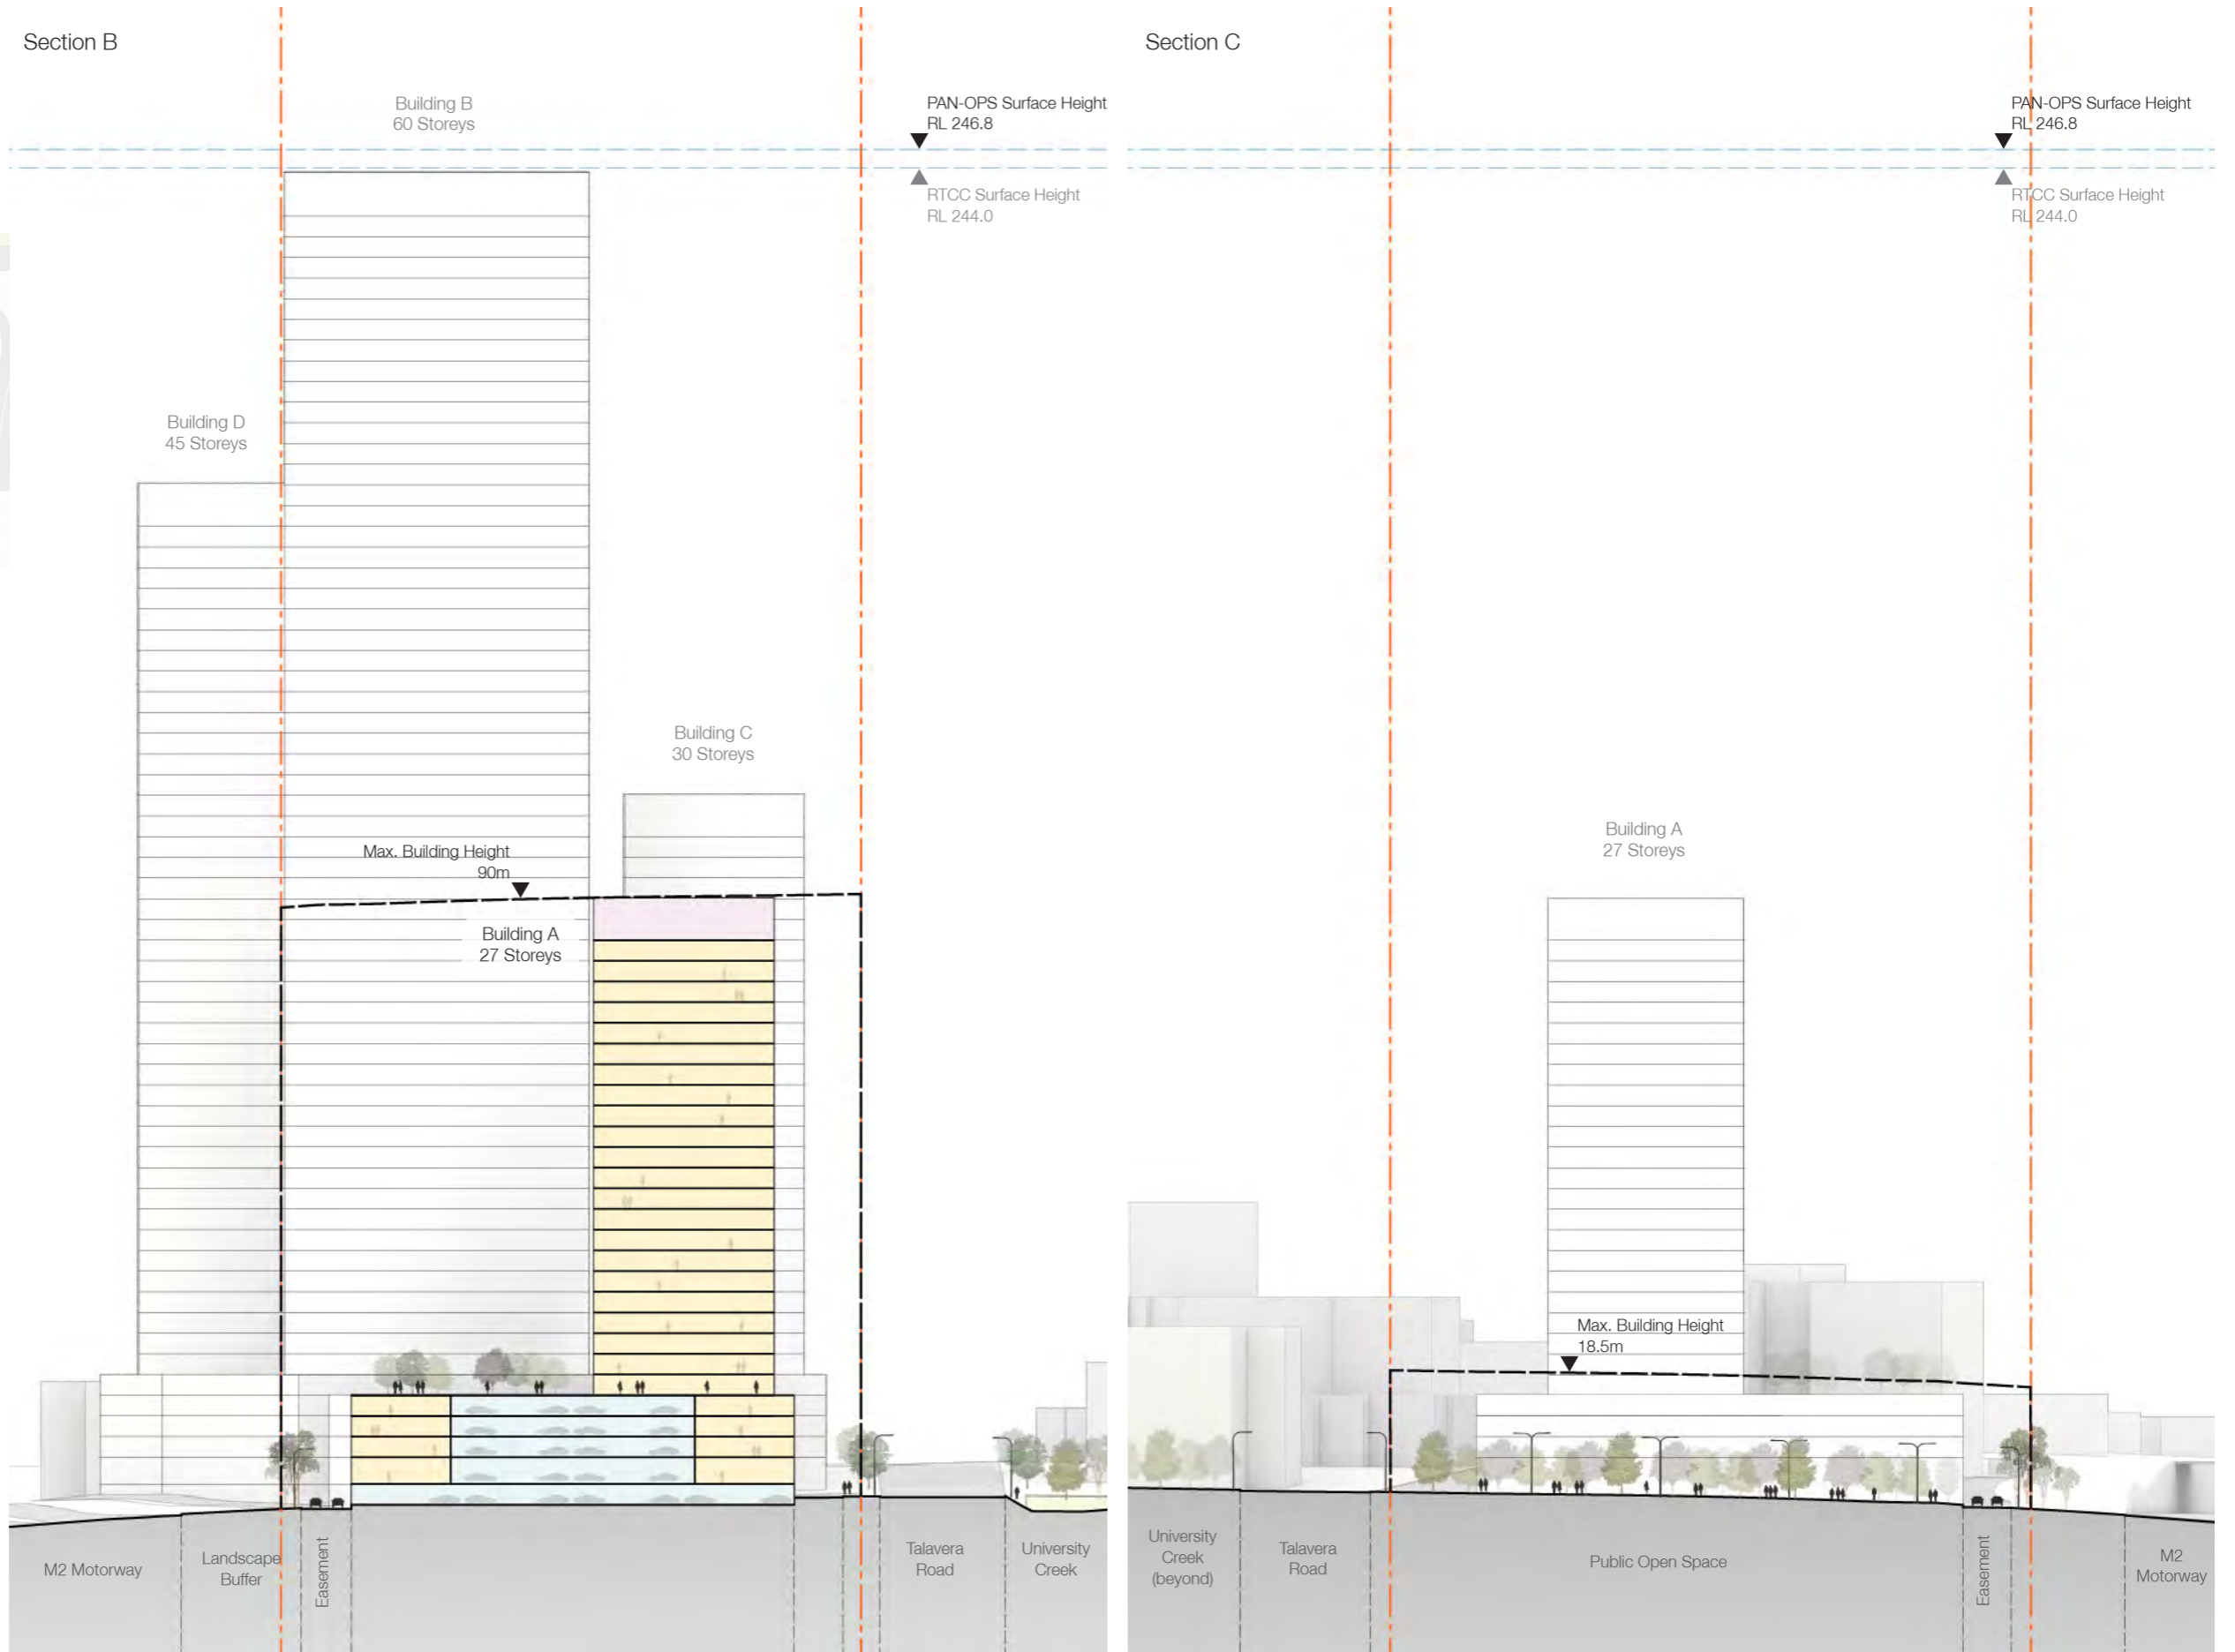 Section B
Building B
60 Storeys
PAN-OPS Surface Height
RL 246.8
RTCC Surface Height
RL 244.0
Building D
45 Storeys
Building C
30 Storeys
Max. Building Height
90m
Building A
27 Storeys
M2 Motorway
Landscape
Buffer
Easement
Talavera
Road
University
Creek
Section C
PAN-OPS Surface Height
RL 246.8
RTCC Surface Height
RL 244.0
Building A
27 Storeys
Max. Building Height
18.5m
University
Creek
(beyond)
Talavera
Road
Public Open Space
Easement
M2
Motorway